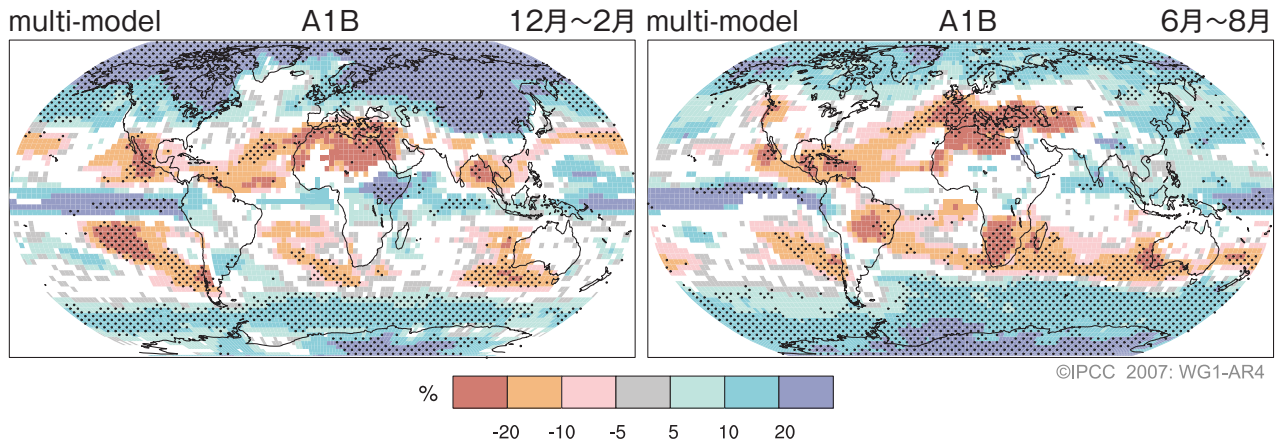 multi-model A1B 12月~2月
multi-model A1B 6月~8月
©IPCC 2007: WG1-AR4
%
-20 -10 -5 5 10 20